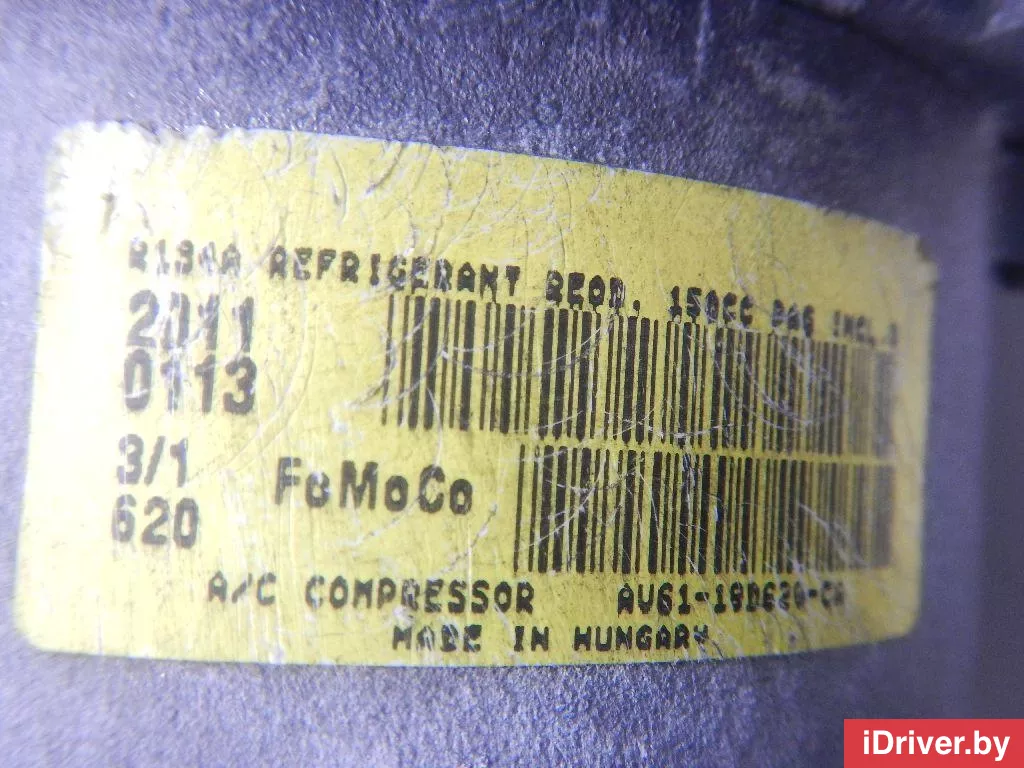 R134A REFRIGERANT REQD. 150CC PAG INCL.
2011
0113
3/1
620
FoMoCo
A/C COMPRESSOR AV61-19D629-CA
MADE IN HUNGARY
iDriver.by